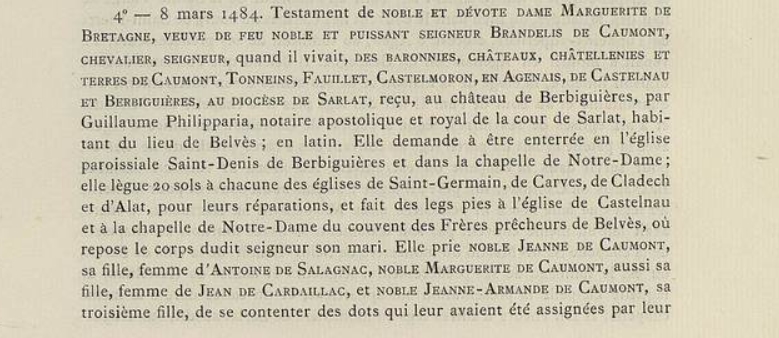 4° — 8 mars 1484. Testament de NOBLE ET DÉVOTE DAME MARGUERITE DE
BRETAGNE, VEUVE DE FEU NOBLE ET PUISSANT SEIGNEUR BRANDELIS DE CAUMONT,
CHEVALIER, SEIGNEUR, quand il vivait, DES BARONNIES, CHÂTEAUX, CHÂTELLENIES ET
TERRES DE CAUMONT, TONNEINS, FAUILLET, CASTELMORON, EN AGENAIS, DE CASTELNAU
ET BERBIGUIÈRES, AU DIOCÈSE DE SARLAT, reçu, au château de Berbiguières, par
Guillaume Philipparia, notaire apostolique et royal de la cour de Sarlat, habi-
tant du lieu de Belvès ; en latin. Elle demande à être enterrée en l'église
paroissiale Saint-Denis de Berbiguières et dans la chapelle de Notre-Dame ;
elle lègue 20 sols à chacune des églises de Saint-Germain, de Carves, de Cladech
et d'Alat, pour leurs réparations, et fait des legs pies à l'église de Castelnau
et à la chapelle de Notre-Dame du couvent des Frères prêcheurs de Belvès, où
repose le corps dudit seigneur son mari. Elle prie NOBLE JEANNE DE CAUMONT,
sa fille, femme d'ANTOINE DE SALAGNAC, NOBLE MARGUERITE DE CAUMONT, aussi sa
fille, femme de JEAN DE CARDAILLAC, et NOBLE JEANNE-ARMANDE DE CAUMONT, sa
troisième fille, de se contenter des dots qui leur avaient été assignées par leur